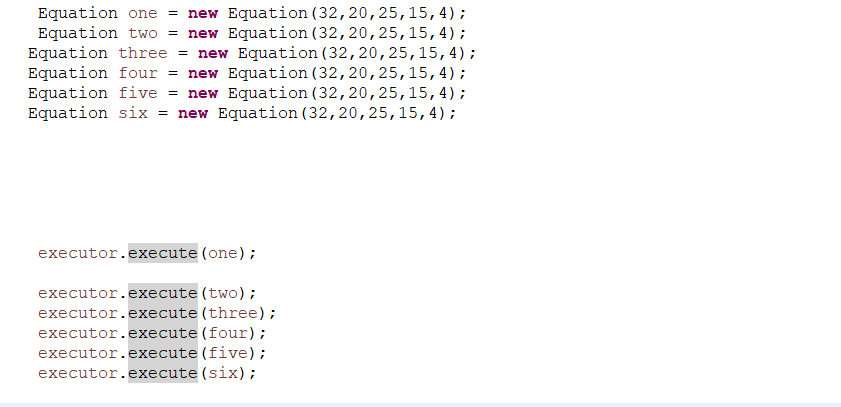 Equation one = new Equation(32,20,25,15,4);
Equation two = new Equation(32,20,25,15,4);
Equation three = new Equation(32,20,25,15,4);
Equation four = new Equation(32,20,25,15,4);
Equation five = new Equation(32,20,25,15,4);
Equation six = new Equation(32,20,25,15,4);
executor.execute(one);
executor.execute(two);
executor.execute(three);
executor.execute(four);
executor.execute(five);
executor.execute(six);